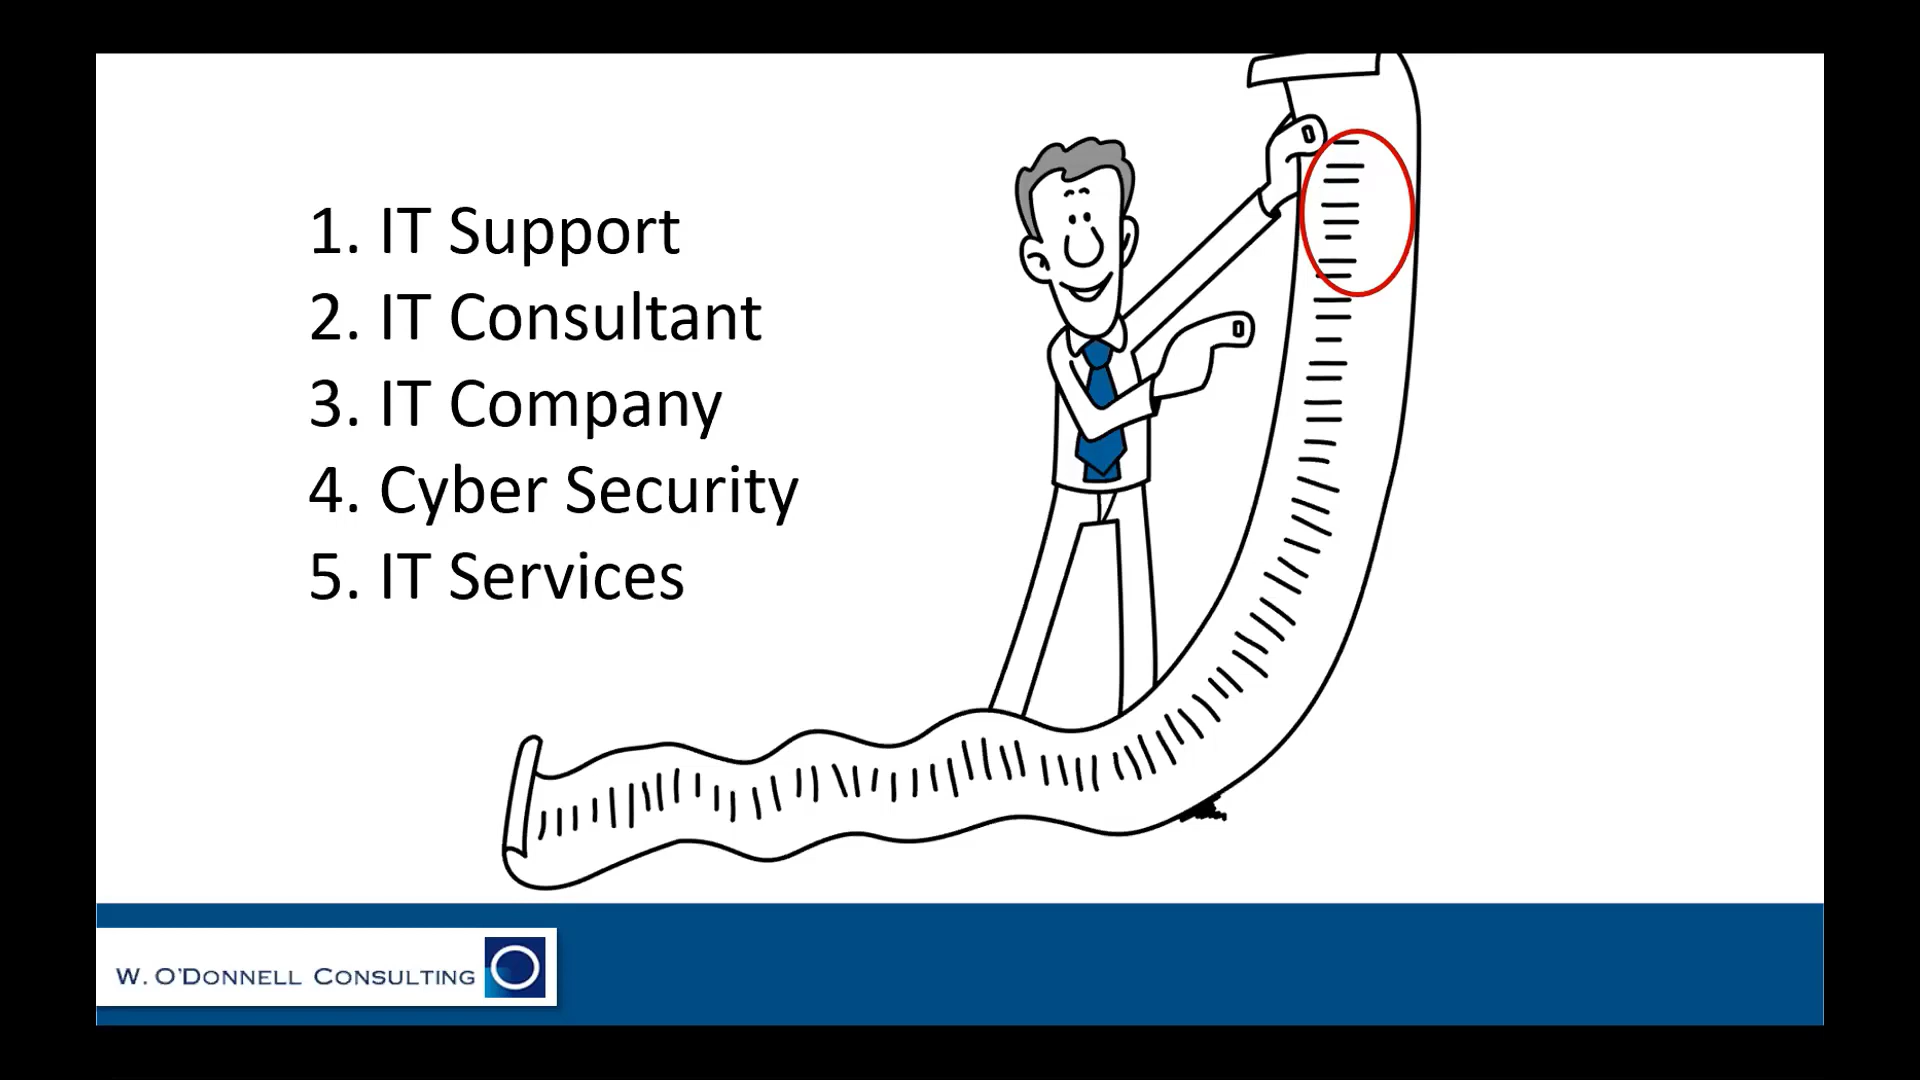 1. IT Support
2. IT Consultant
3. IT Company
4. Cyber Security
5. IT Services
W. O'DONNELL CONSULTING